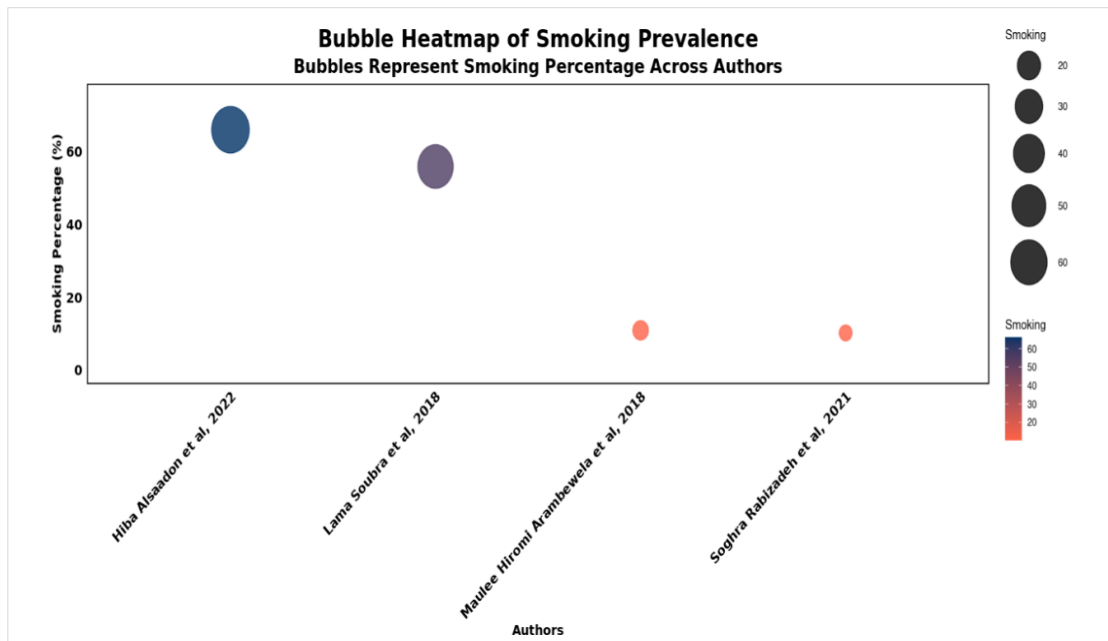 Bubble Heatmap of Smoking Prevalence
Bubbles Represent Smoking Percentage Across Authors
Smoking Percentage (%)
60
40
20
0
Hiba Alsaadon et al, 2022
Lama Soubra et al, 2018
Maulee Hiromi Arambewela et al, 2018
Soghra Rabizadeh et al, 2021
Authors
Smoking
20
30
40
50
60
Smoking
60
50
40
30
20